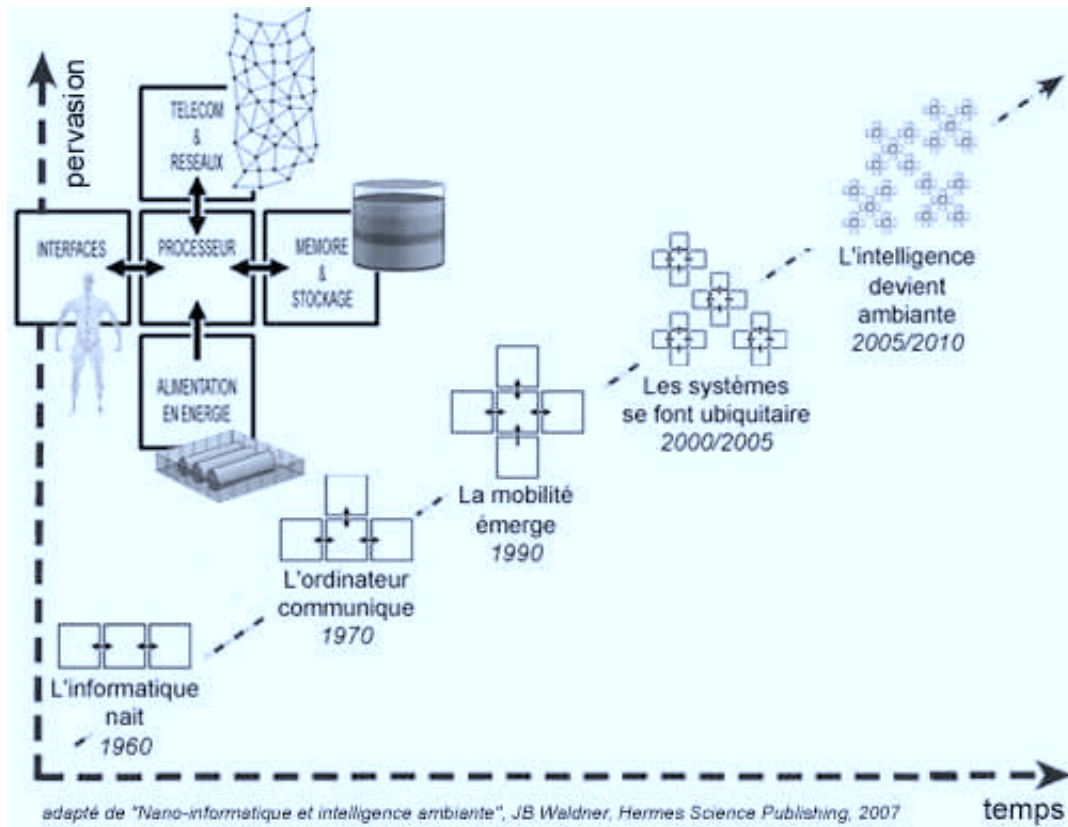 pervasion
TELECOM
&
RESEAUX
INTERFACES
PROCESSEUR
MEMOIRE
&
STOCKAGE
ALIMENTATION
EN ENERGIE
L'informatique
nait
1960
L'ordinateur
communique
1970
La mobilité
émerge
1990
Les systèmes
se font ubiquitaire
2000/2005
L'intelligence
devient
ambiante
2005/2010
adapté de "Nano-informatique et intelligence ambiante", JB Waldner, Hermes Science Publishing, 2007
temps